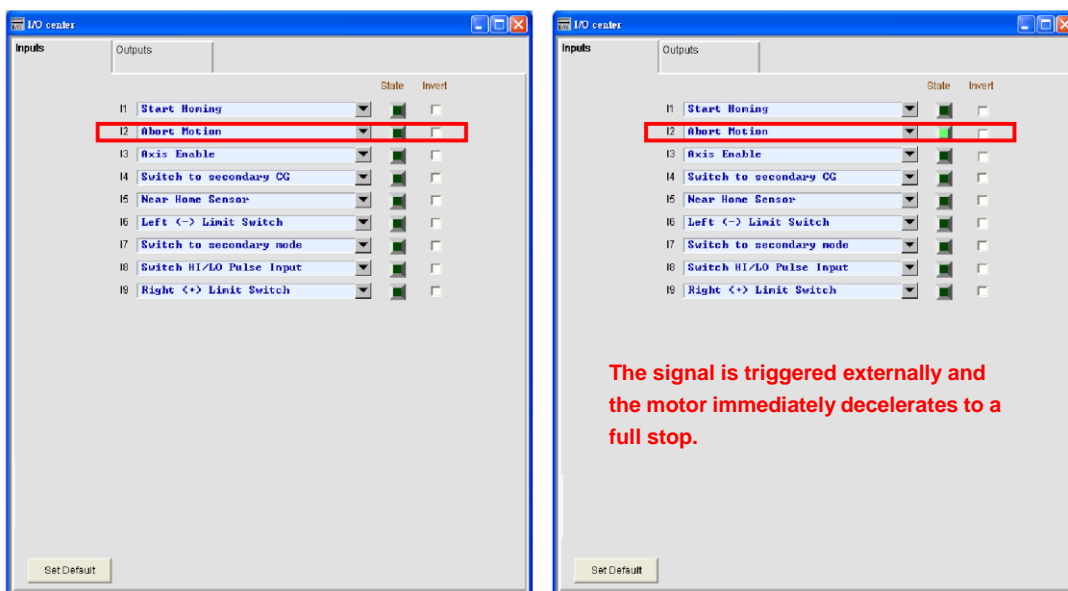 I/O center
Inputs
Outputs
State Invert
I1 Start Homing
I2 Abort Motion
I3 Axis Enable
I4 Switch to secondary CG
I5 Near Home Sensor
I6 Left (-) Limit Switch
I7 Switch to secondary mode
I8 Switch HI/LO Pulse Input
I9 Right (+) Limit Switch
Set Default
I/O center
Inputs
Outputs
State Invert
I1 Start Homing
I2 Abort Motion
I3 Axis Enable
I4 Switch to secondary CG
I5 Near Home Sensor
I6 Left (-) Limit Switch
I7 Switch to secondary mode
I8 Switch HI/LO Pulse Input
I9 Right (+) Limit Switch
The signal is triggered externally and
the motor immediately decelerates to a
full stop.
Set Default